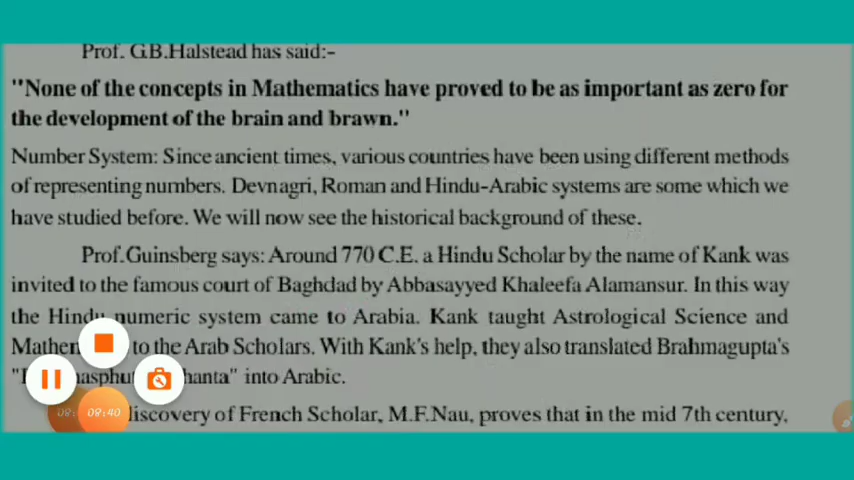 Prof. G.B.Halstead has said:-
"None of the concepts in Mathematics have proved to be as important as zero for
the development of the brain and brawn."
Number System: Since ancient times, various countries have been using different methods
of representing numbers. Devnagri, Roman and Hindu-Arabic systems are some which we
have studied before. We will now see the historical background of these.
Prof.Guinsberg says: Around 770 C.E. a Hindu Scholar by the name of Kank was
invited to the famous court of Baghdad by Abbasayyed Khaleefa Alamansur. In this way
the Hindu numeric system came to Arabia. Kank taught Astrological Science and
to the Arab Scholars. With Kank's help, they also translated Brahmagupta's
into Arabic.
discovery of French Scholar, M.F.Nau, proves that in the mid 7th century,
09:40